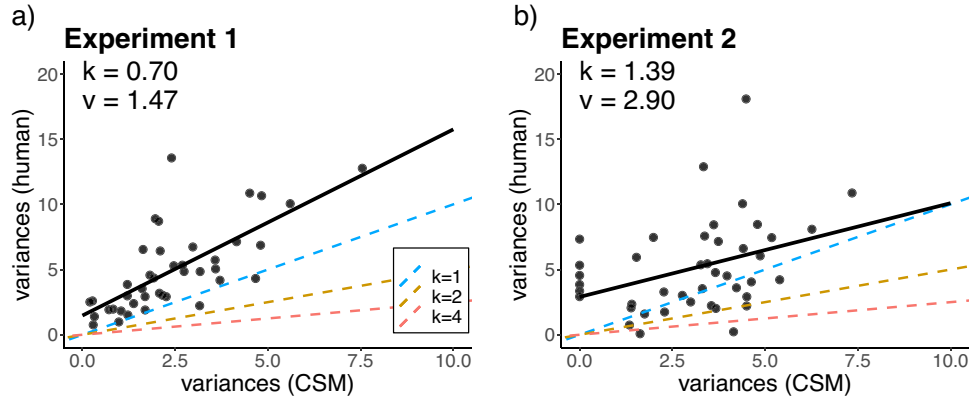 a)
Experiment 1
k = 0.70
v = 1.47
variances (human)
20
15
10
5
0
0.0 2.5 5.0 7.5 10.0
variances (CSM)
k=1
k=2
k=4
b)
Experiment 2
k = 1.39
v = 2.90
variances (human)
20
15
10
5
0
0.0 2.5 5.0 7.5 10.0
variances (CSM)